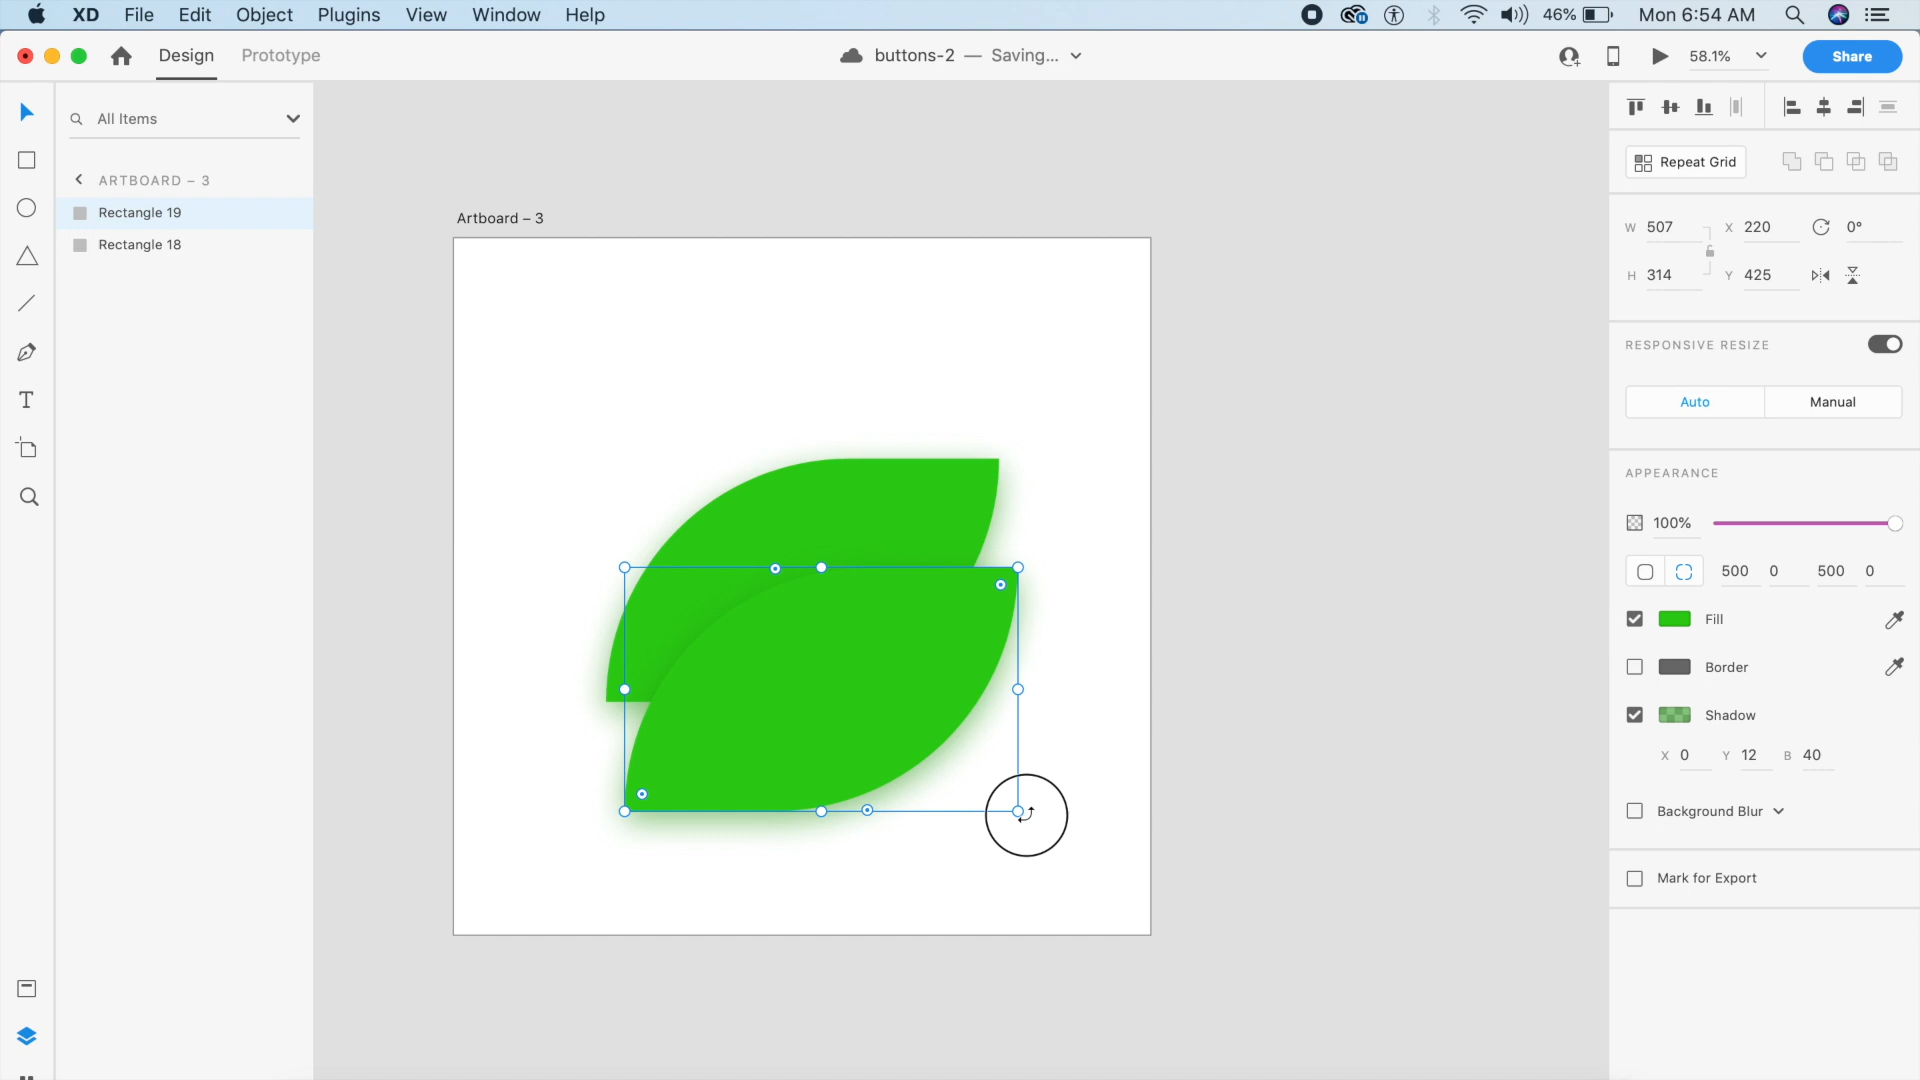 XD File Edit Object Plugins View Window Help 46% Mon 6:54 AM
Design Prototype buttons-2 — Saving... 58.1% Share
All Items
ARTBOARD – 3
Rectangle 19
Rectangle 18
Artboard – 3
Repeat Grid
W 507 X 220 0°
H 314 Y 425
RESPONSIVE RESIZE
Auto Manual
APPEARANCE
100%
500 0 500 0
Fill
Border
Shadow
X 0 Y 12 B 40
Background Blur
Mark for Export
T